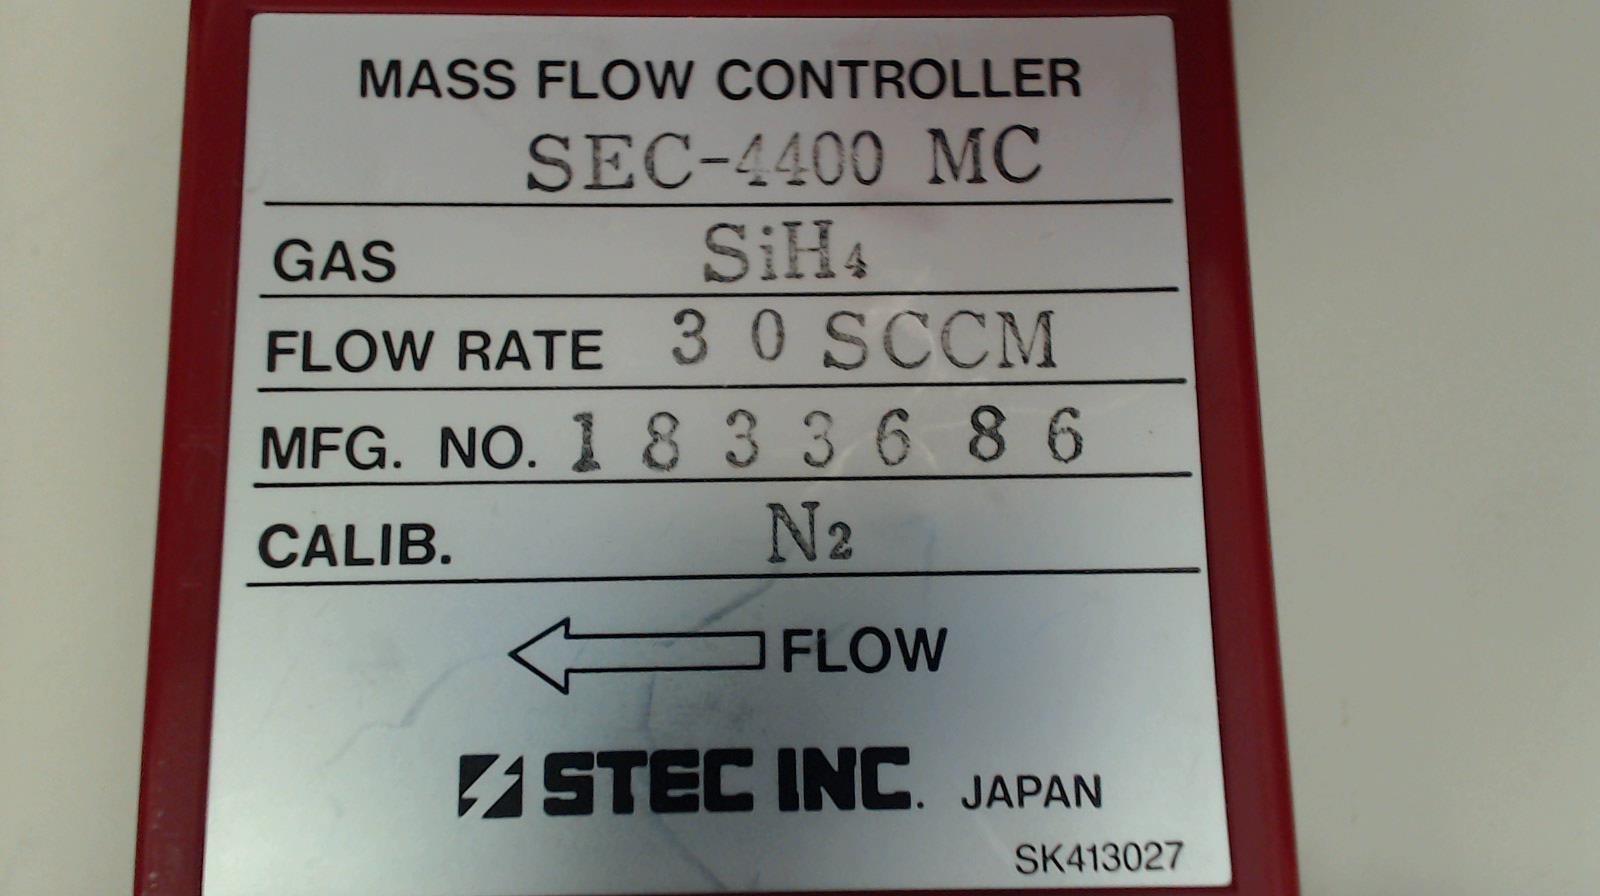 MASS FLOW CONTROLLER
SEC-4400 MC
GAS SiH4
FLOW RATE 30 SCCM
MFG. NO. 1833686
CALIB. N2
FLOW
STEC INC. JAPAN
SK413027